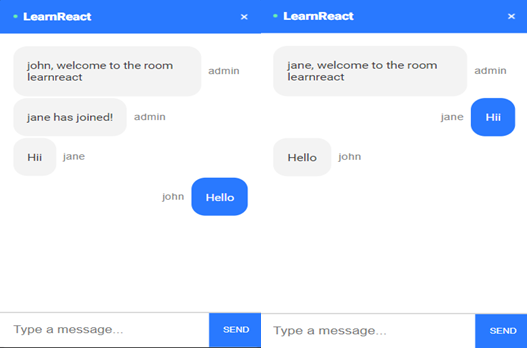 LearnReact
×
john, welcome to the room
learnreact
admin
jane has joined!
admin
Hii
jane
john
Hello
Type a message...
SEND
LearnReact
×
jane, welcome to the room
learnreact
admin
jane
Hii
Hello
john
Type a message...
SEND